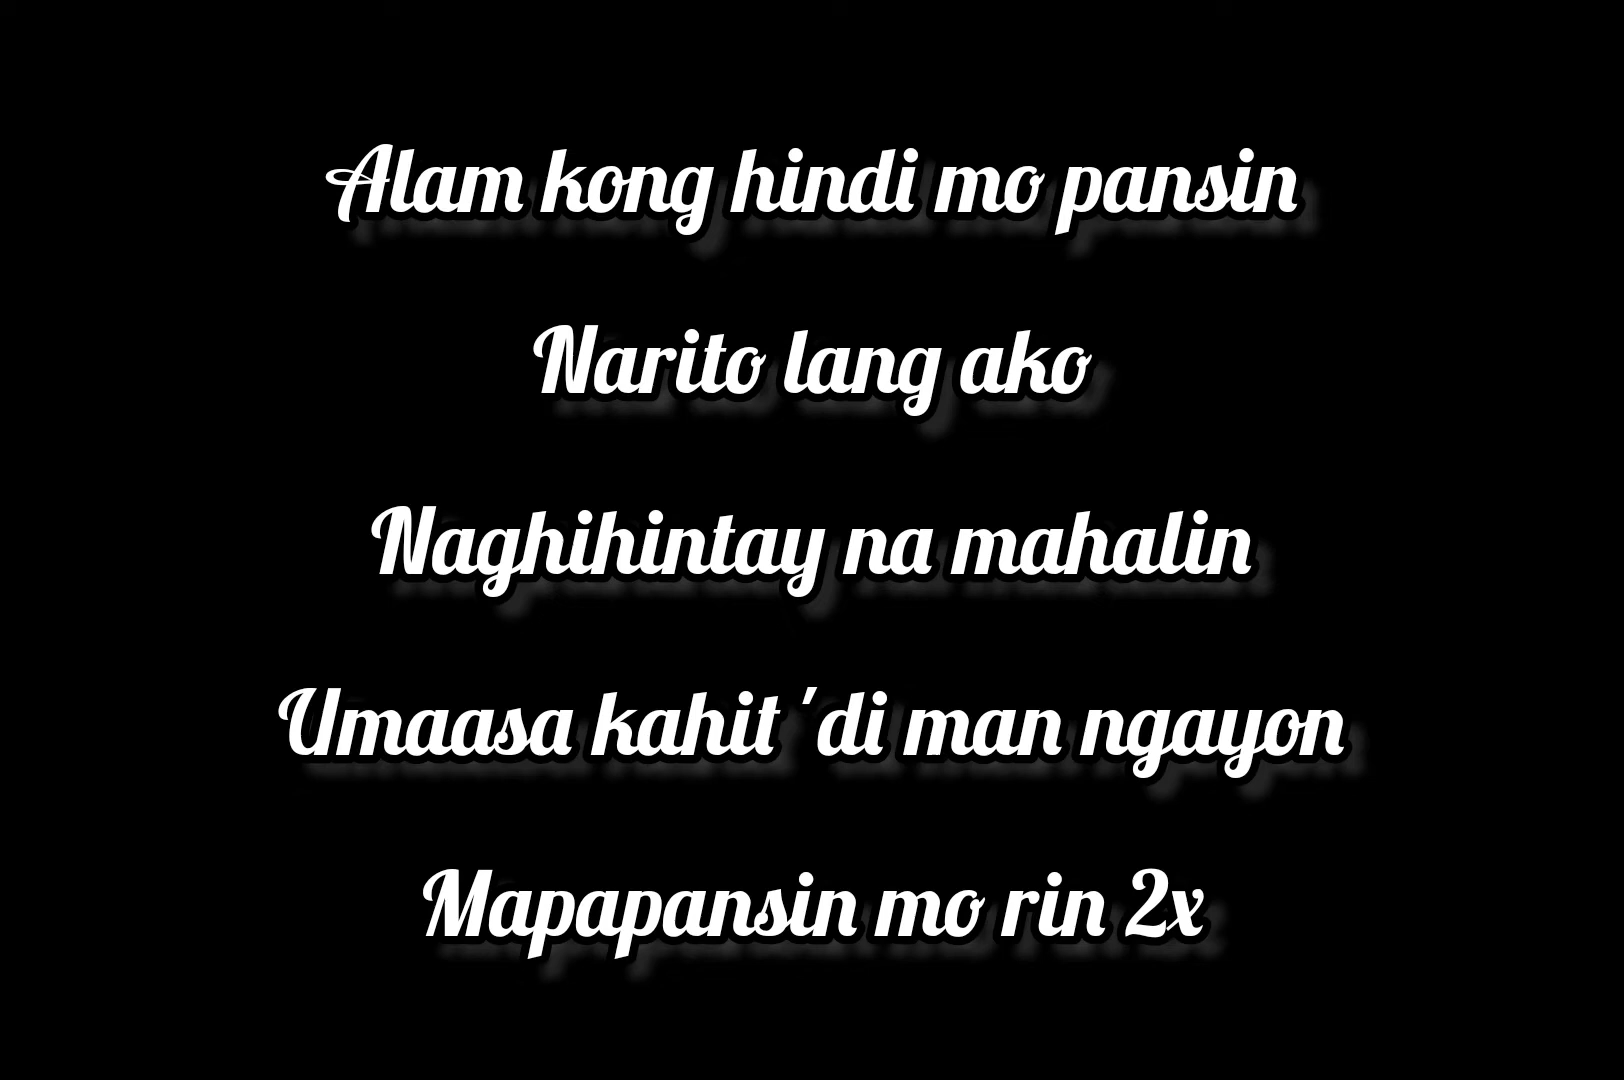 Alam kong hindi mo pansin
Narito lang ako
Naghihintay na mahalin
Umaasa kahit 'di man ngayon
Mapapansin mo rin 2x